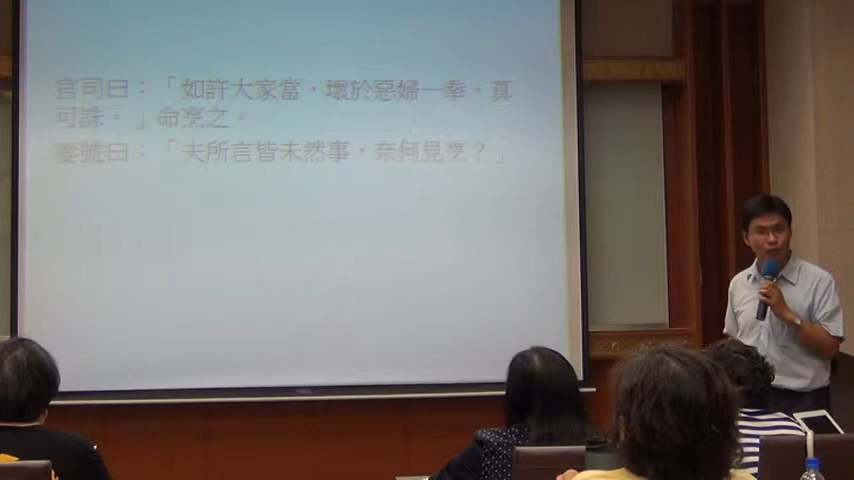 官司曰：「如許大家當，壞於惡婦一拳。真
可誅。」命烹之。
妻號曰：「夫所言皆未然事，奈何見烹？」